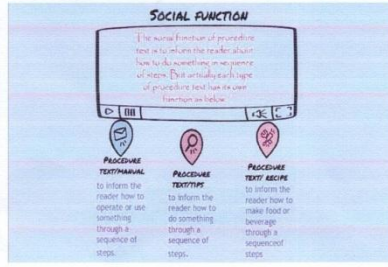 SOCIAL FUNCTION
The social function of procedure
text is to inform the reader about
how to do something in sequence
of steps. But actually each type
of procedure text has its own
function as below
PROCEDURE
TEXT/MANUAL
to inform the
reader how to
operate or use
something
through a
sequence of
steps.
PROCEDURE
TEXT/TIPS
to inform the
reader how to
do something
through a
sequence of
steps.
PROCEDURE
TEXT/ RECIPE
to inform the
reader how to
make food or
beverage
through a
sequenceof
steps